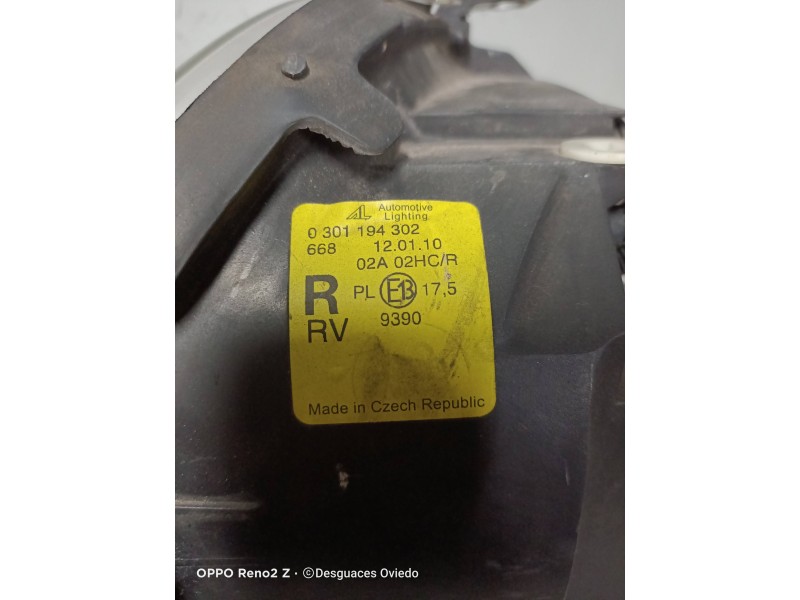 AL Automotive
Lighting
0 301 194 302
668 12.01.10
02A 02HC/R
R PL E13 17,5
RV 9390
Made in Czech Republic
OPPO Reno2 Z · ©Desguaces Oviedo